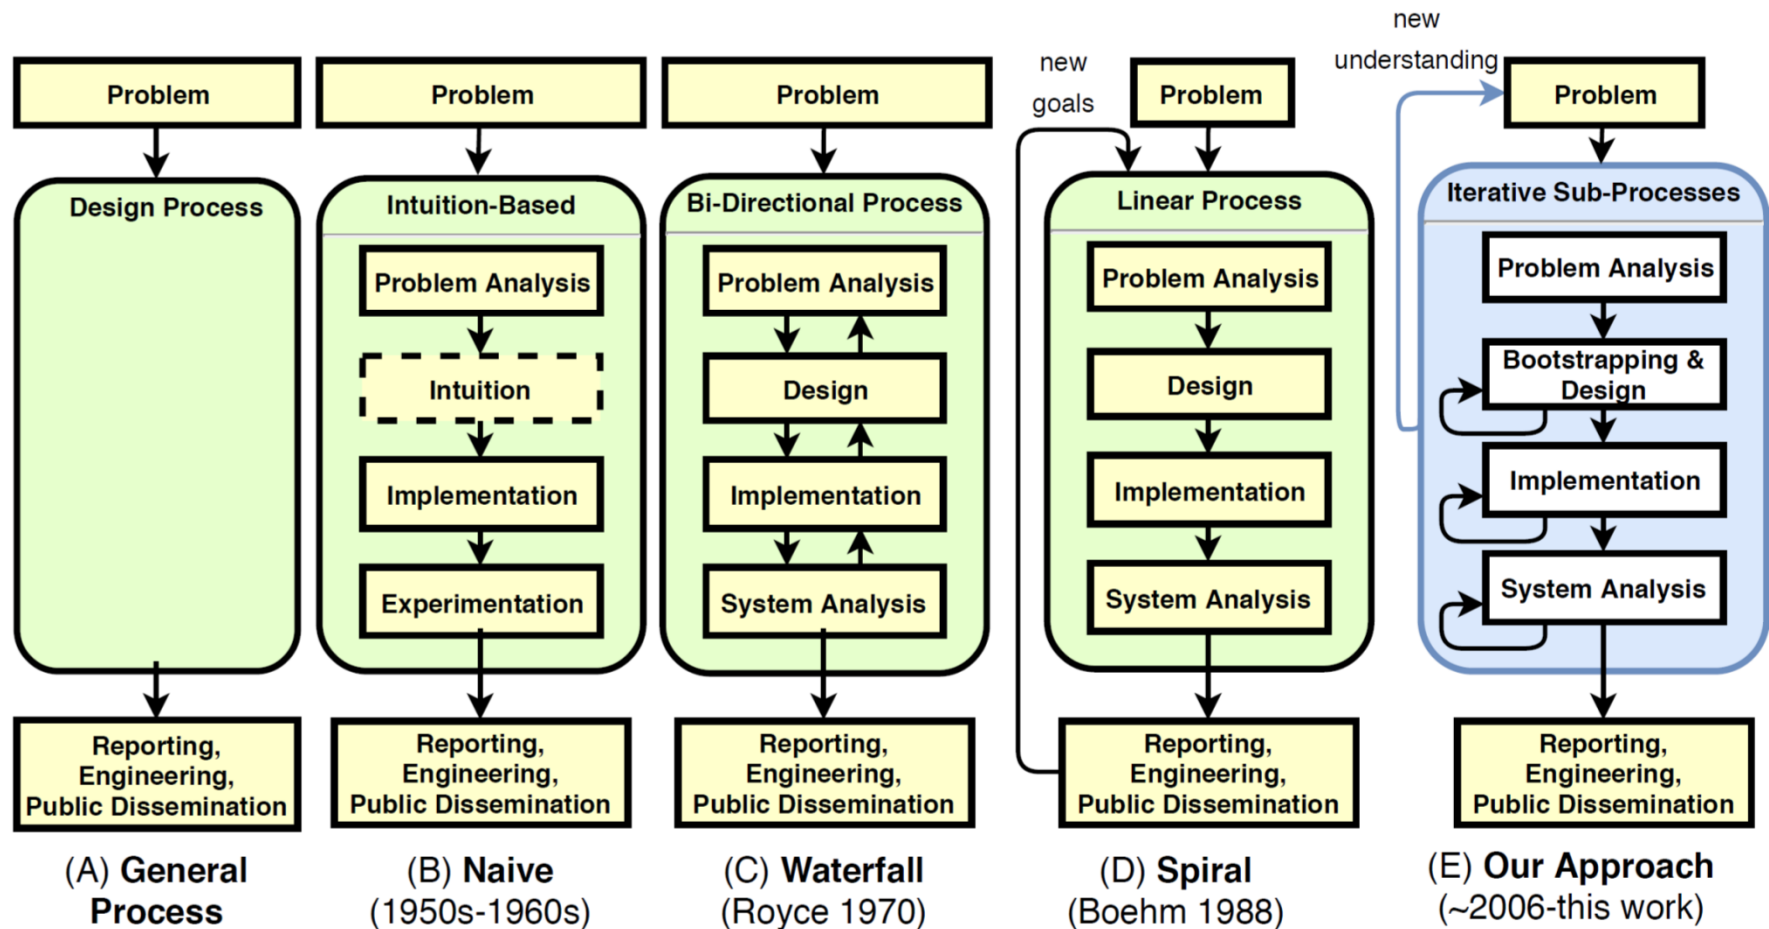 Problem
Design Process
Reporting,
Engineering,
Public Dissemination
(A) General
Process
Problem
Intuition-Based
Problem Analysis
Intuition
Implementation
Experimentation
Reporting,
Engineering,
Public Dissemination
(B) Naive
(1950s-1960s)
Problem
Bi-Directional Process
Problem Analysis
Design
Implementation
System Analysis
Reporting,
Engineering,
Public Dissemination
(C) Waterfall
(Royce 1970)
new
goals
Problem
Linear Process
Problem Analysis
Design
Implementation
System Analysis
Reporting,
Engineering,
Public Dissemination
(D) Spiral
(Boehm 1988)
new
understanding
Problem
Iterative Sub-Processes
Problem Analysis
Bootstrapping &
Design
Implementation
System Analysis
Reporting,
Engineering,
Public Dissemination
(E) Our Approach
(~2006-this work)